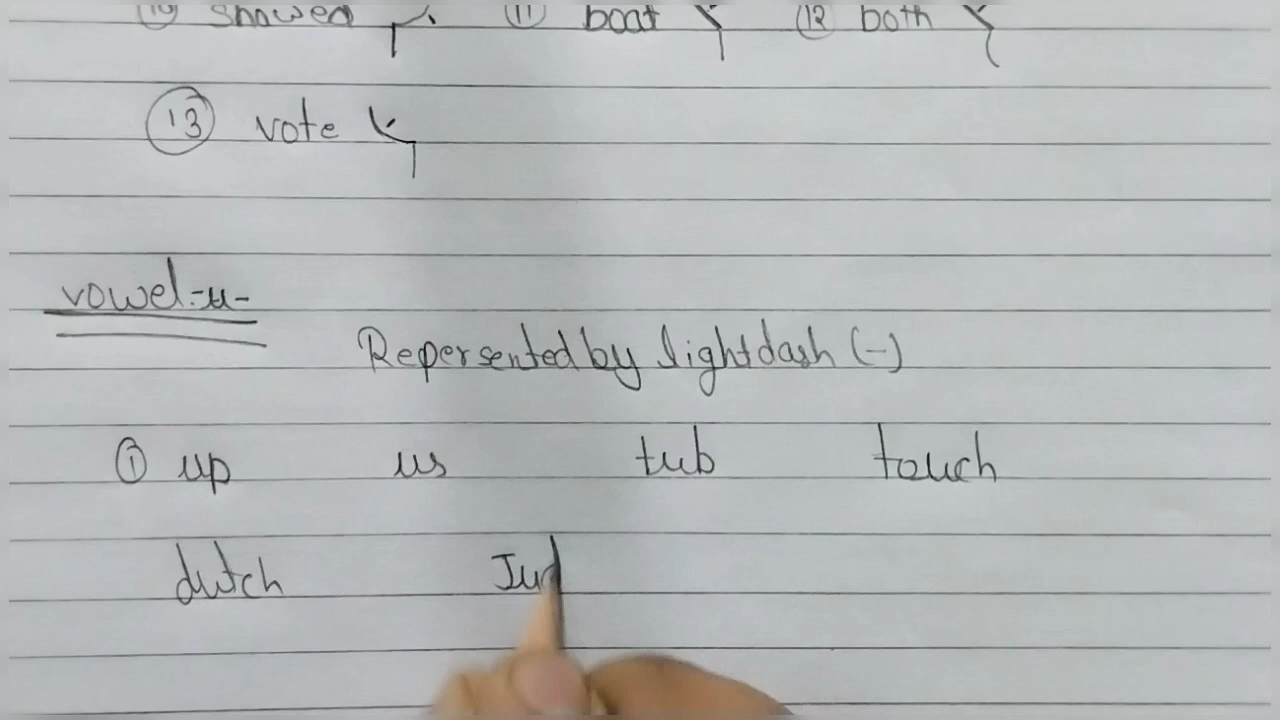 (10) showed (11) boat (12) both
(13) vote
vowel-u-
Repersented by light dash (-)
(1) up us tub touch
dutch Jud